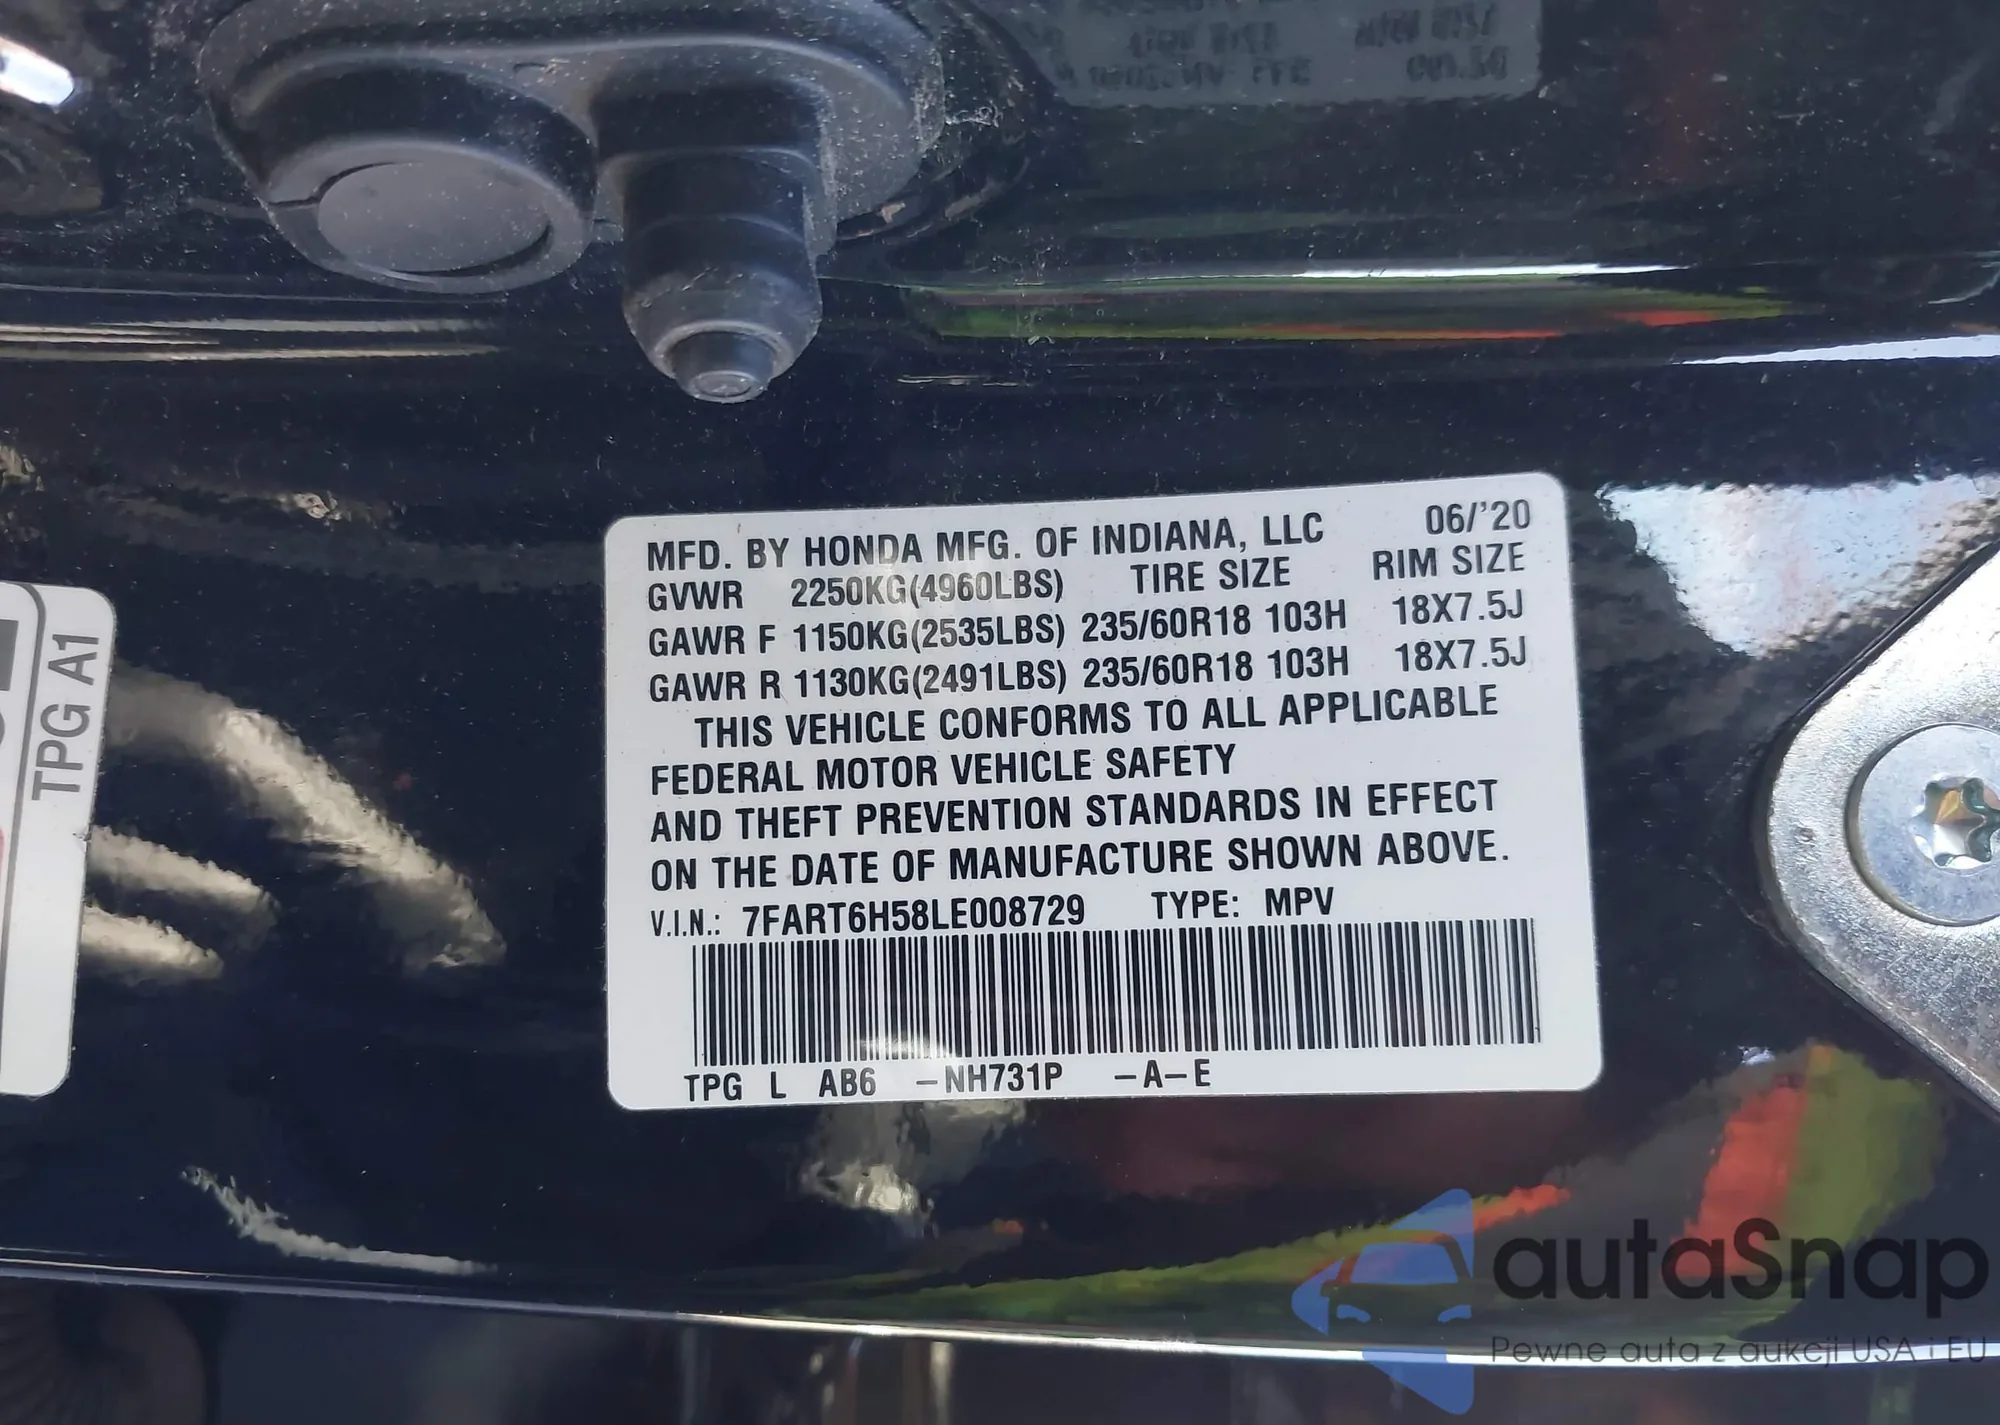 MFD. BY HONDA MFG. OF INDIANA, LLC 06/'20
GVWR 2250KG(4960LBS) TIRE SIZE RIM SIZE
GAWR F 1150KG(2535LBS) 235/60R18 103H 18X7.5J
GAWR R 1130KG(2491LBS) 235/60R18 103H 18X7.5J
THIS VEHICLE CONFORMS TO ALL APPLICABLE
FEDERAL MOTOR VEHICLE SAFETY
AND THEFT PREVENTION STANDARDS IN EFFECT
ON THE DATE OF MANUFACTURE SHOWN ABOVE.
V.I.N.: 7FART6H58LE008729 TYPE: MPV
TPG L AB6 -NH731P -A-E
TPG A1
autaSnap
Pewne auta z aukcji USA i EU